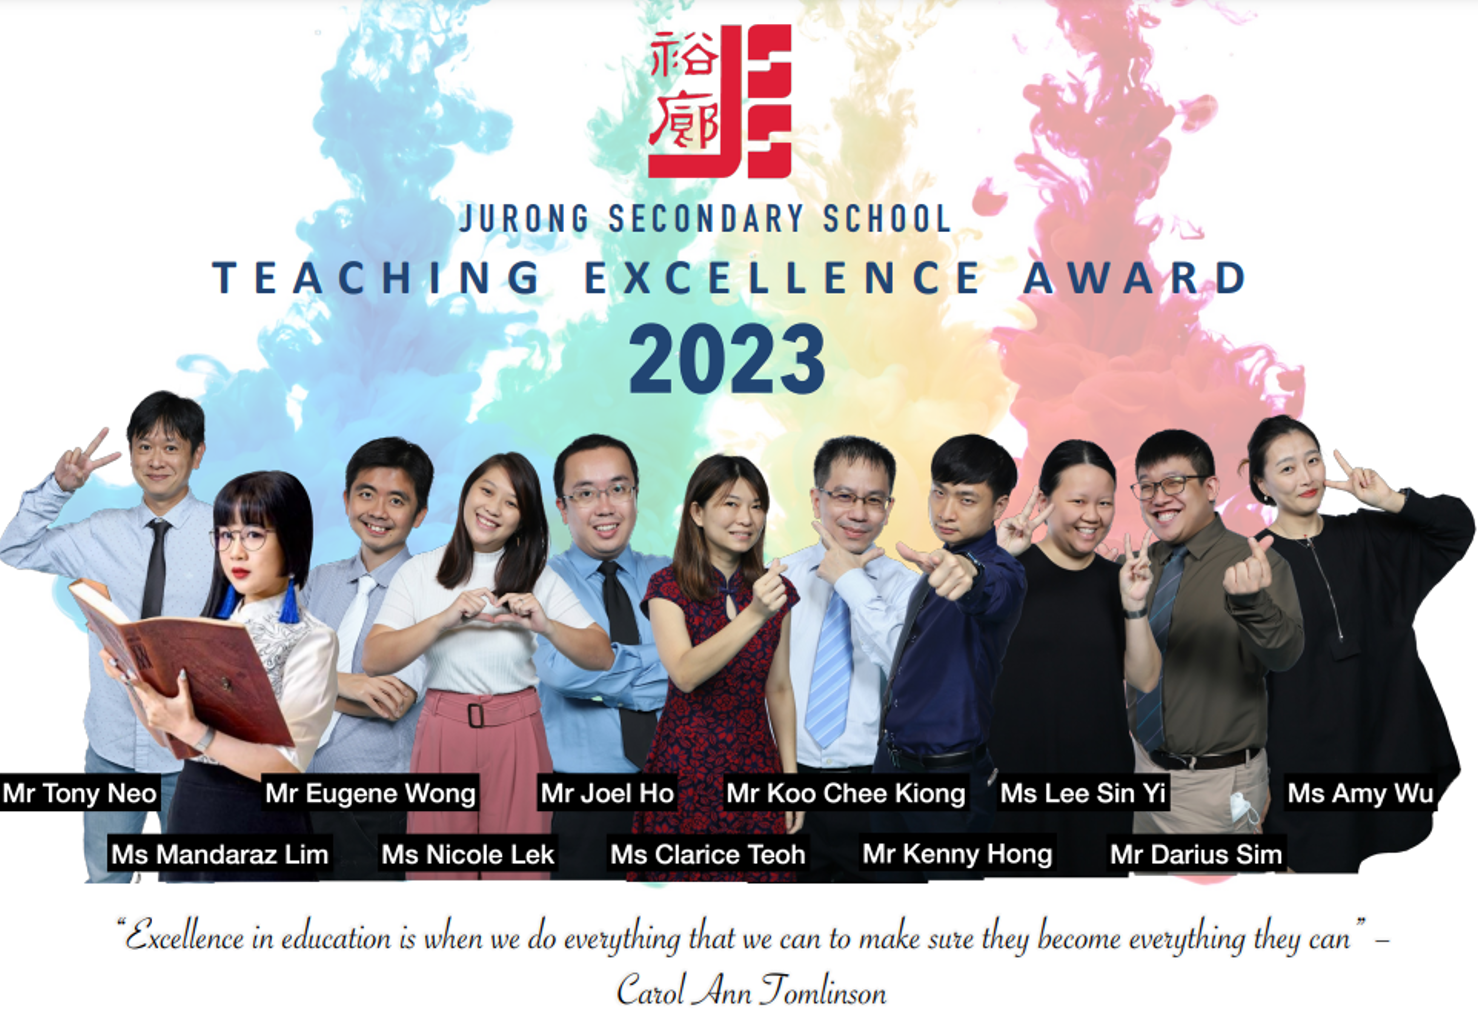 裕
廊
JSS
JURONG SECONDARY SCHOOL
TEACHING EXCELLENCE AWARD
2023
Mr Tony Neo
Mr Eugene Wong
Mr Joel Ho
Mr Koo Chee Kiong
Ms Lee Sin Yi
Ms Amy Wu
Ms Mandaraz Lim
Ms Nicole Lek
Ms Clarice Teoh
Mr Kenny Hong
Mr Darius Sim
“Excellence in education is when we do everything that we can to make sure they become everything they can” –
Carol Ann Tomlinson